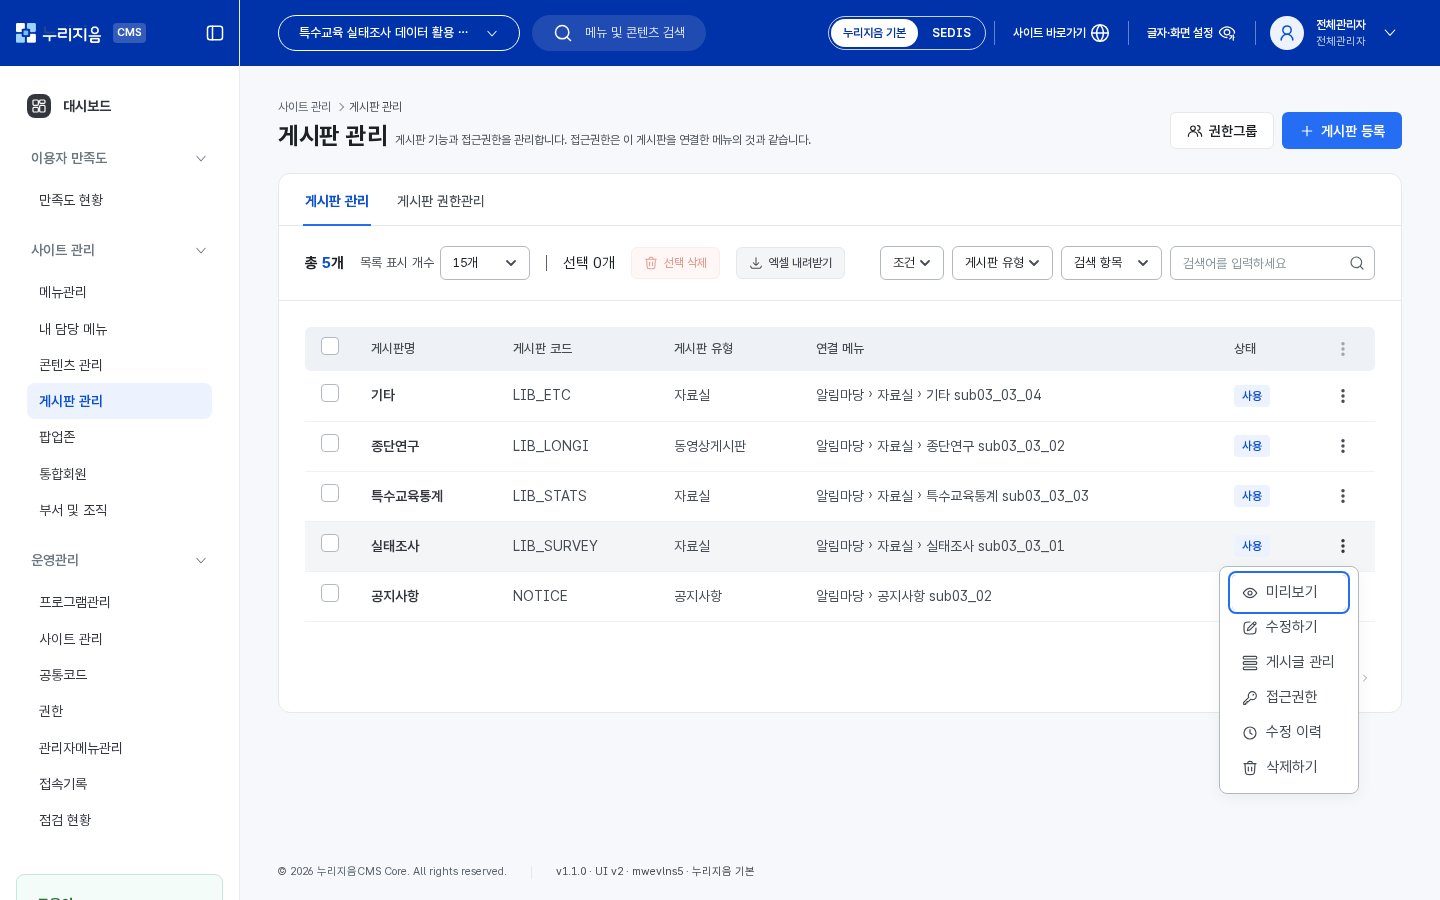 누리지음 CMS
특수교육 실태조사 데이터 활용 ···
메뉴 및 콘텐츠 검색
누리지음 기본 SEDIS
사이트 바로가기
글자·화면 설정
전체관리자
전체관리자
대시보드
이용자 만족도
만족도 현황
사이트 관리
메뉴관리
내 담당 메뉴
콘텐츠 관리
게시판 관리
팝업존
통합회원
부서 및 조직
운영관리
프로그램관리
사이트 관리
공통코드
권한
관리자메뉴관리
접속기록
점검 현황
사이트 관리 > 게시판 관리
게시판 관리 게시판 기능과 접근권한을 관리합니다. 접근권한은 이 게시판을 연결한 메뉴의 것과 같습니다.
권한그룹
게시판 등록
게시판 관리 게시판 권한관리
총 5개 목록 표시 개수 15개 선택 0개 선택 삭제 엑셀 내려받기 조건 게시판 유형 검색 항목 검색어를 입력하세요
게시판명 게시판 코드 게시판 유형 연결 메뉴 상태
기타 LIB_ETC 자료실 알림마당 › 자료실 › 기타 sub03_03_04 사용
종단연구 LIB_LONGI 동영상게시판 알림마당 › 자료실 › 종단연구 sub03_03_02 사용
특수교육통계 LIB_STATS 자료실 알림마당 › 자료실 › 특수교육통계 sub03_03_03 사용
실태조사 LIB_SURVEY 자료실 알림마당 › 자료실 › 실태조사 sub03_03_01 사용
공지사항 NOTICE 공지사항 알림마당 › 공지사항 sub03_02
미리보기
수정하기
게시글 관리
접근권한
수정 이력
삭제하기
© 2026 누리지음CMS Core. All rights reserved.
v1.1.0 · UI v2 · mwevlns5 · 누리지음 기본